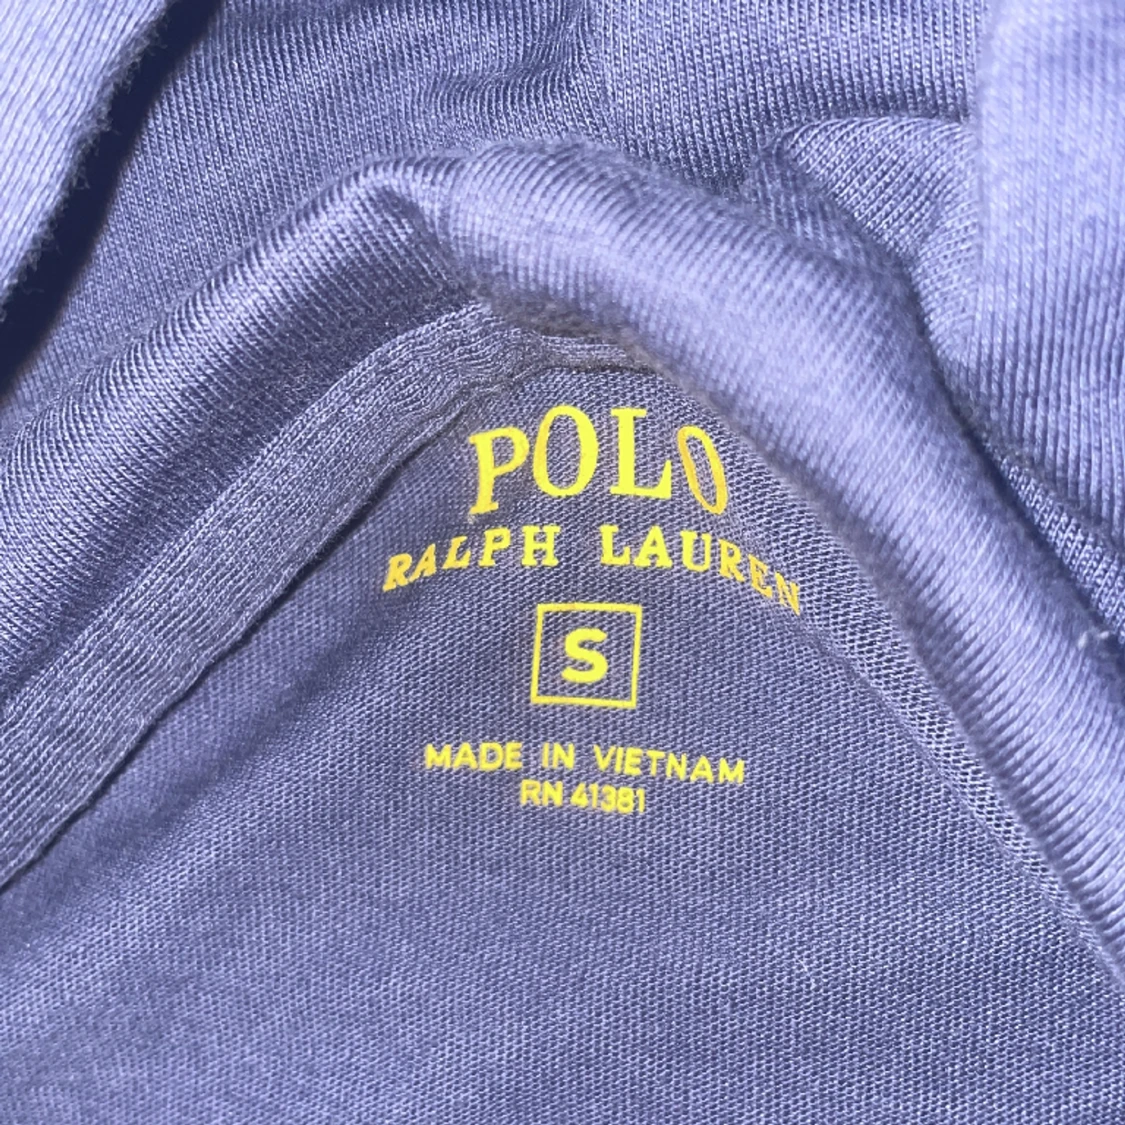 POLO
RALPH LAUREN
S
MADE IN VIETNAM
RN 41381